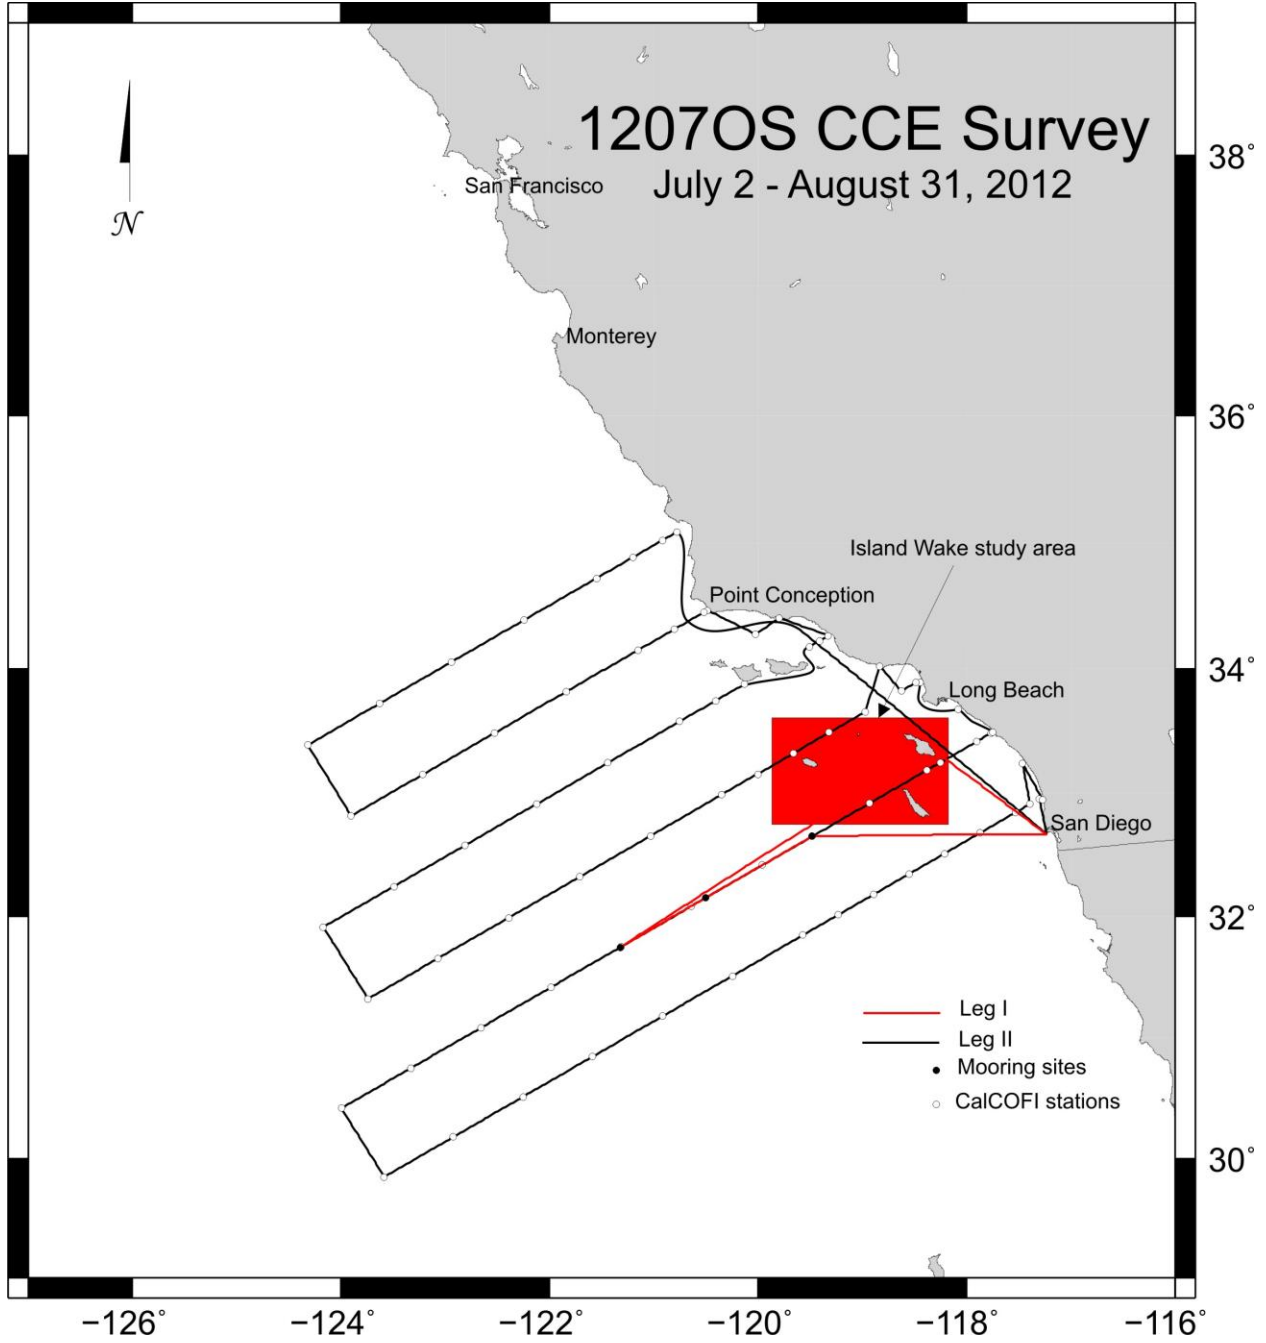 1207OS CCE Survey
July 2 - August 31, 2012
N
San Francisco
Monterey
Island Wake study area
Point Conception
Long Beach
San Diego
Leg I
Leg II
Mooring sites
CalCOFI stations
38°
36°
34°
32°
30°
−126° −124° −122° −120° −118° −116°